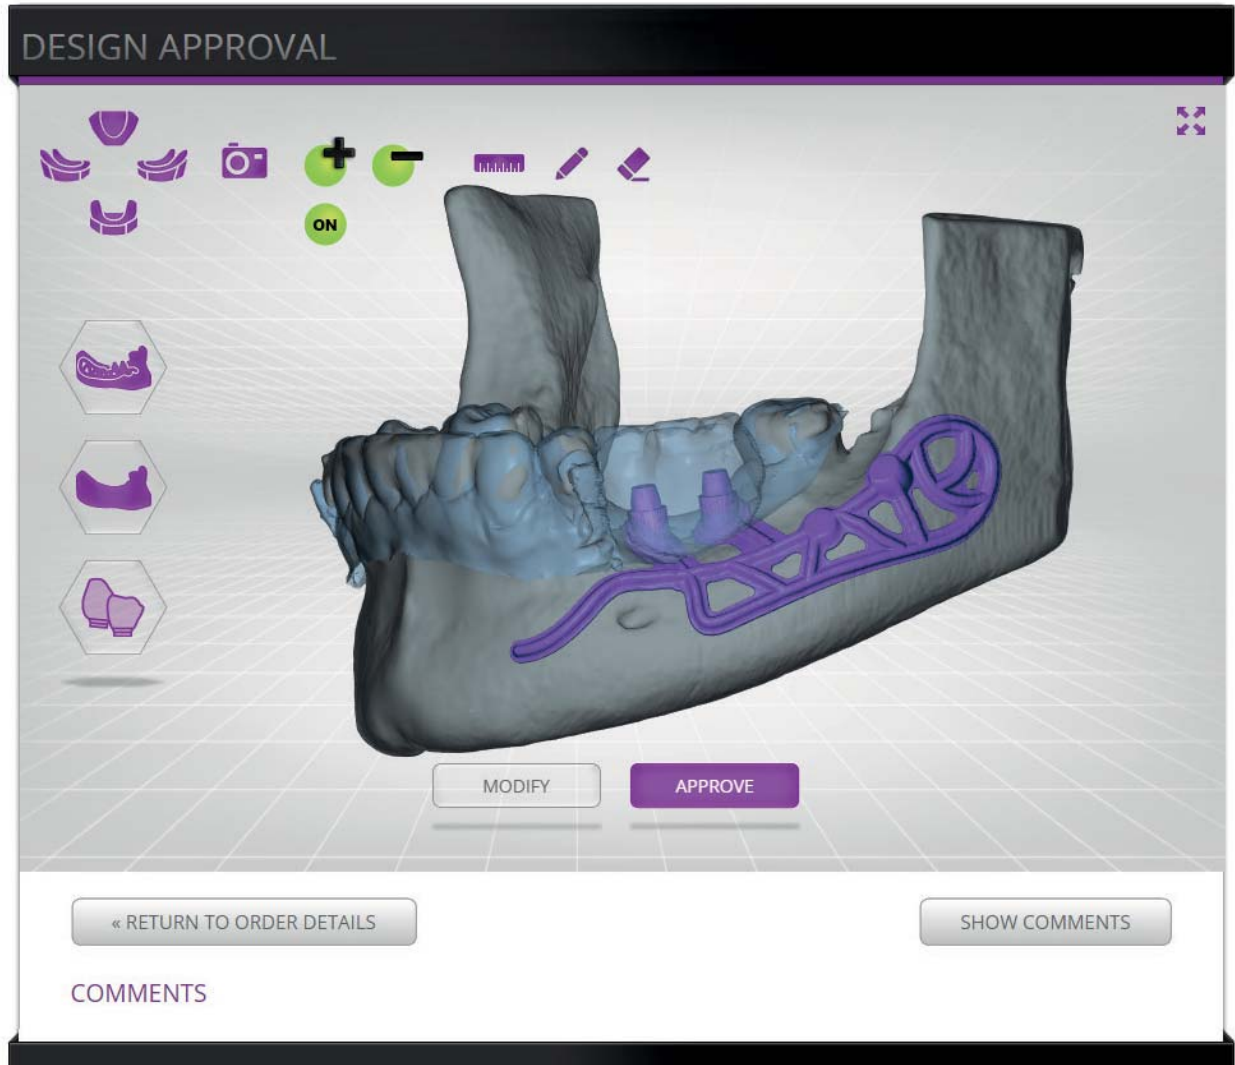 DESIGN APPROVAL
ON
MODIFY
APPROVE
« RETURN TO ORDER DETAILS
SHOW COMMENTS
COMMENTS